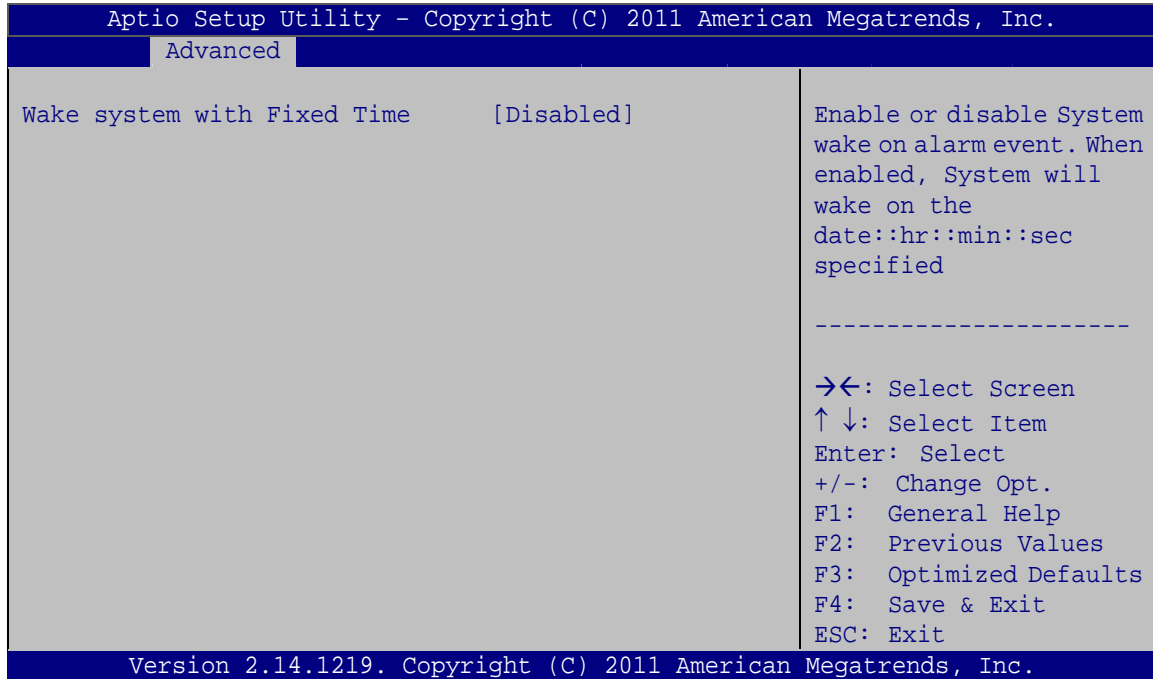 Aptio Setup Utility – Copyright (C) 2011 American Megatrends, Inc.
Advanced
Wake system with Fixed Time [Disabled]
Enable or disable System
wake on alarm event. When
enabled, System will
wake on the
date::hr::min::sec
specified
----------------------
→←: Select Screen
↑ ↓: Select Item
Enter: Select
+/-: Change Opt.
F1: General Help
F2: Previous Values
F3: Optimized Defaults
F4: Save & Exit
ESC: Exit
Version 2.14.1219. Copyright (C) 2011 American Megatrends, Inc.